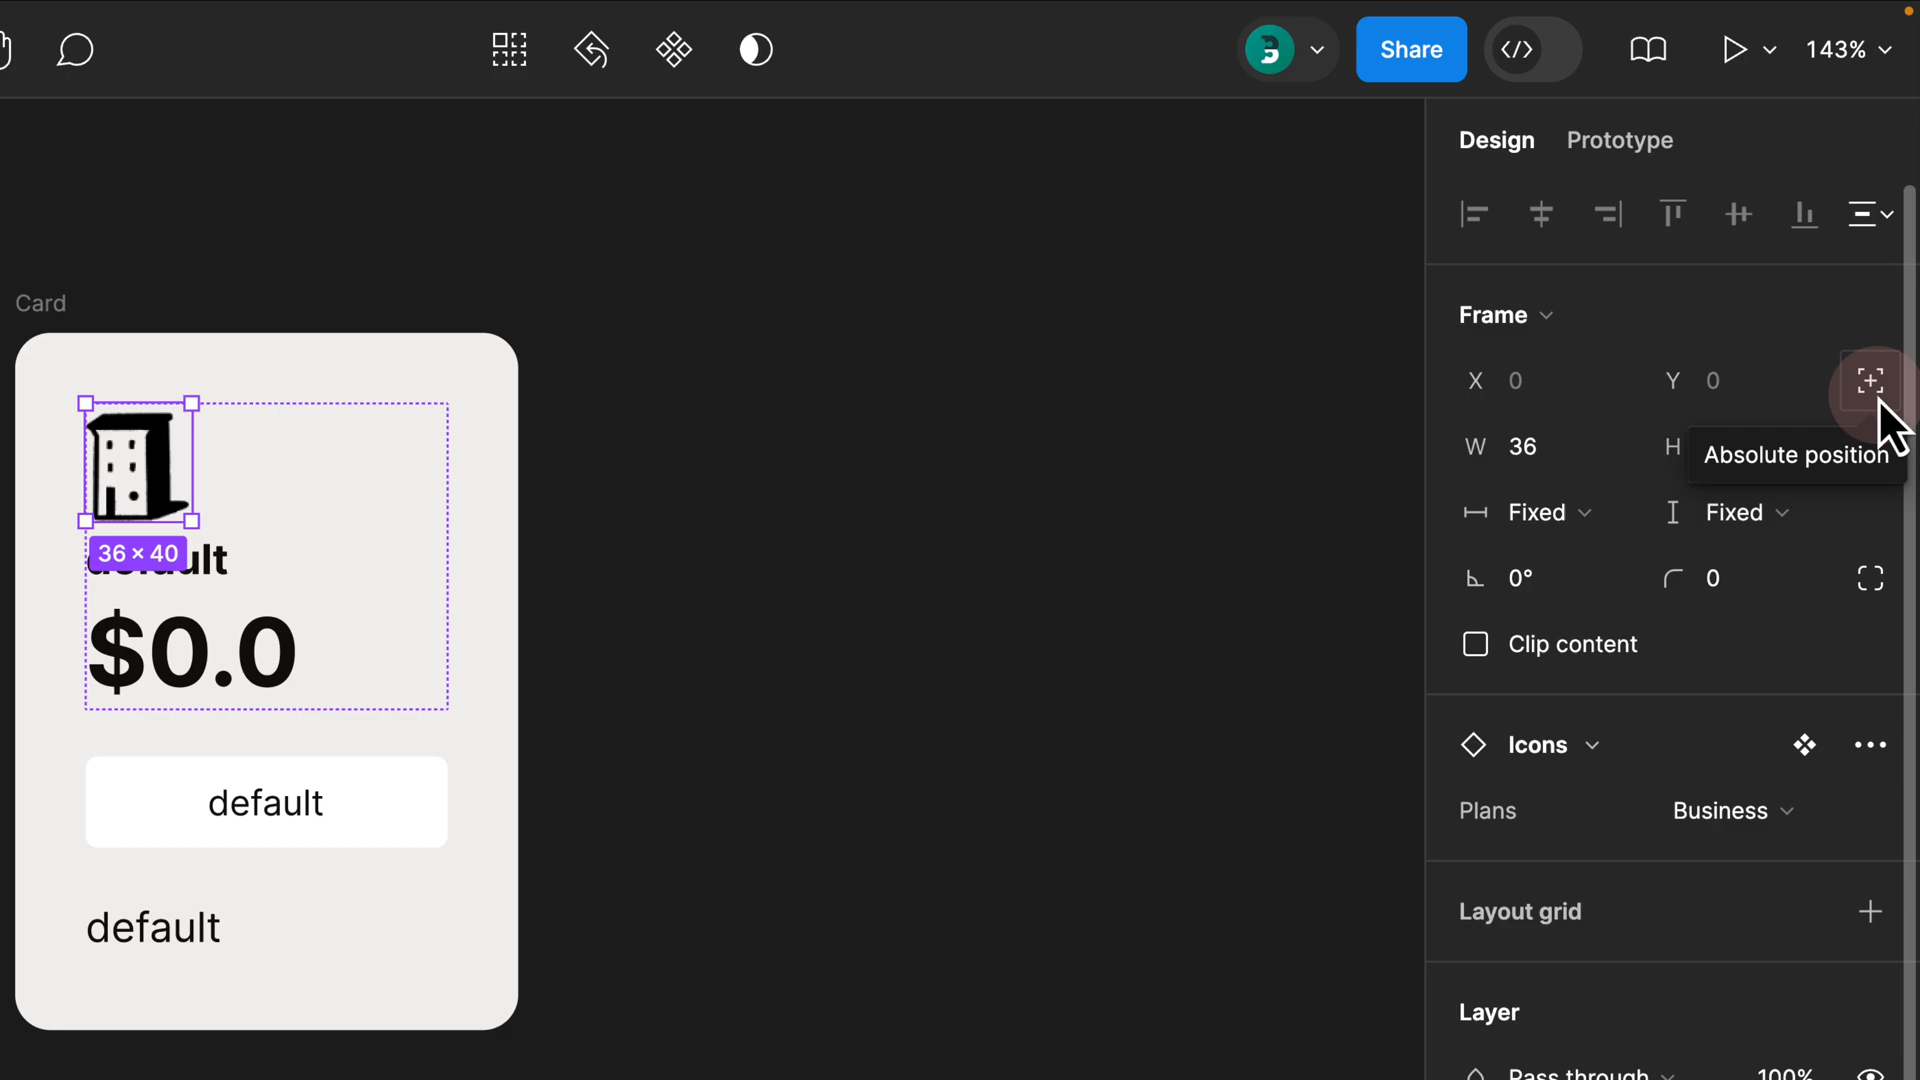 Share
143%
Design Prototype
Card
Frame
X 0 Y 0
W 36 H
Absolute position
Fixed Fixed
0° 0
Clip content
36 × 40
$0.0
Icons
Plans Business
default
Layout grid
default
Layer
Pass through 100%